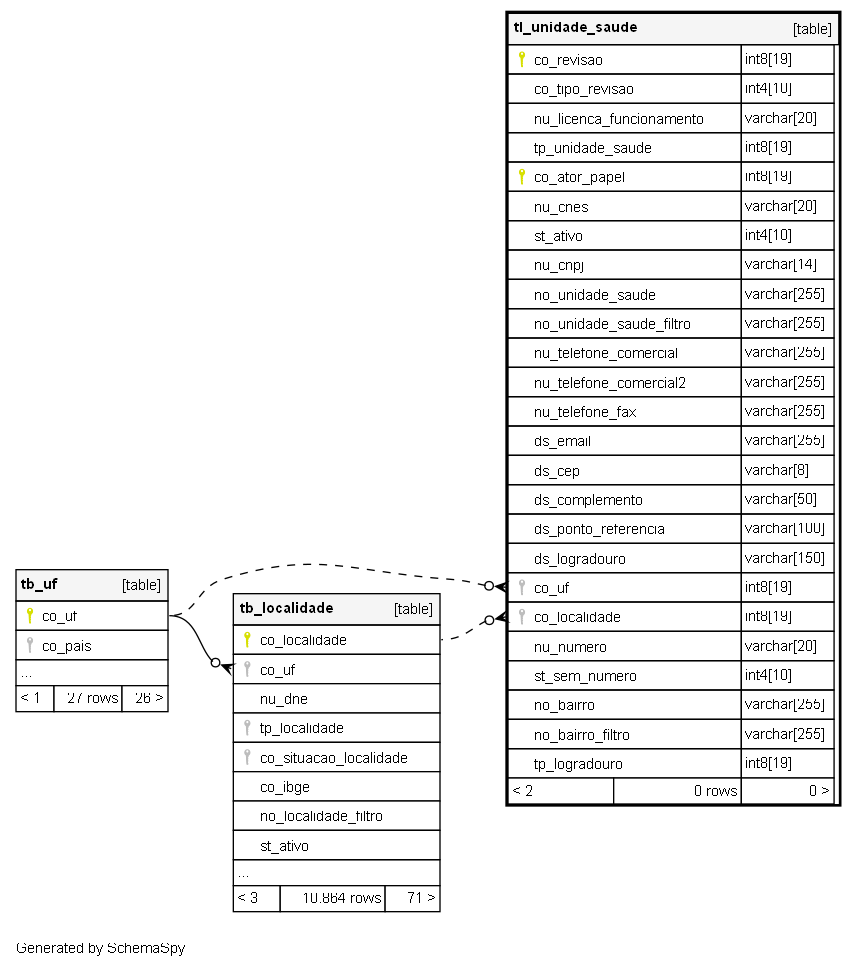 tl_unidade_saude [table]
co_revisao int8[19]
co_tipo_revisao int4[10]
nu_licenca_funcionamento varchar[20]
tp_unidade_saude int8[19]
co_ator_papel int8[19]
nu_cnes varchar[20]
st_ativo int4[10]
nu_cnpj varchar[14]
no_unidade_saude varchar[255]
no_unidade_saude_filtro varchar[255]
nu_telefone_comercial varchar[255]
nu_telefone_comercial2 varchar[255]
nu_telefone_fax varchar[255]
ds_email varchar[255]
ds_cep varchar[8]
ds_complemento varchar[50]
ds_ponto_referencia varchar[100]
ds_logradouro varchar[150]
co_uf int8[19]
co_localidade int8[19]
nu_numero varchar[20]
st_sem_numero int4[10]
no_bairro varchar[255]
no_bairro_filtro varchar[255]
tp_logradouro int8[19]
< 2 0 rows 0 >
tb_uf [table]
co_uf
co_pais
...
< 1 27 rows 26 >
tb_localidade [table]
co_localidade
co_uf
nu_dne
tp_localidade
co_situacao_localidade
co_ibge
no_localidade_filtro
st_ativo
...
< 3 10.864 rows 71 >
Generated by SchemaSpy